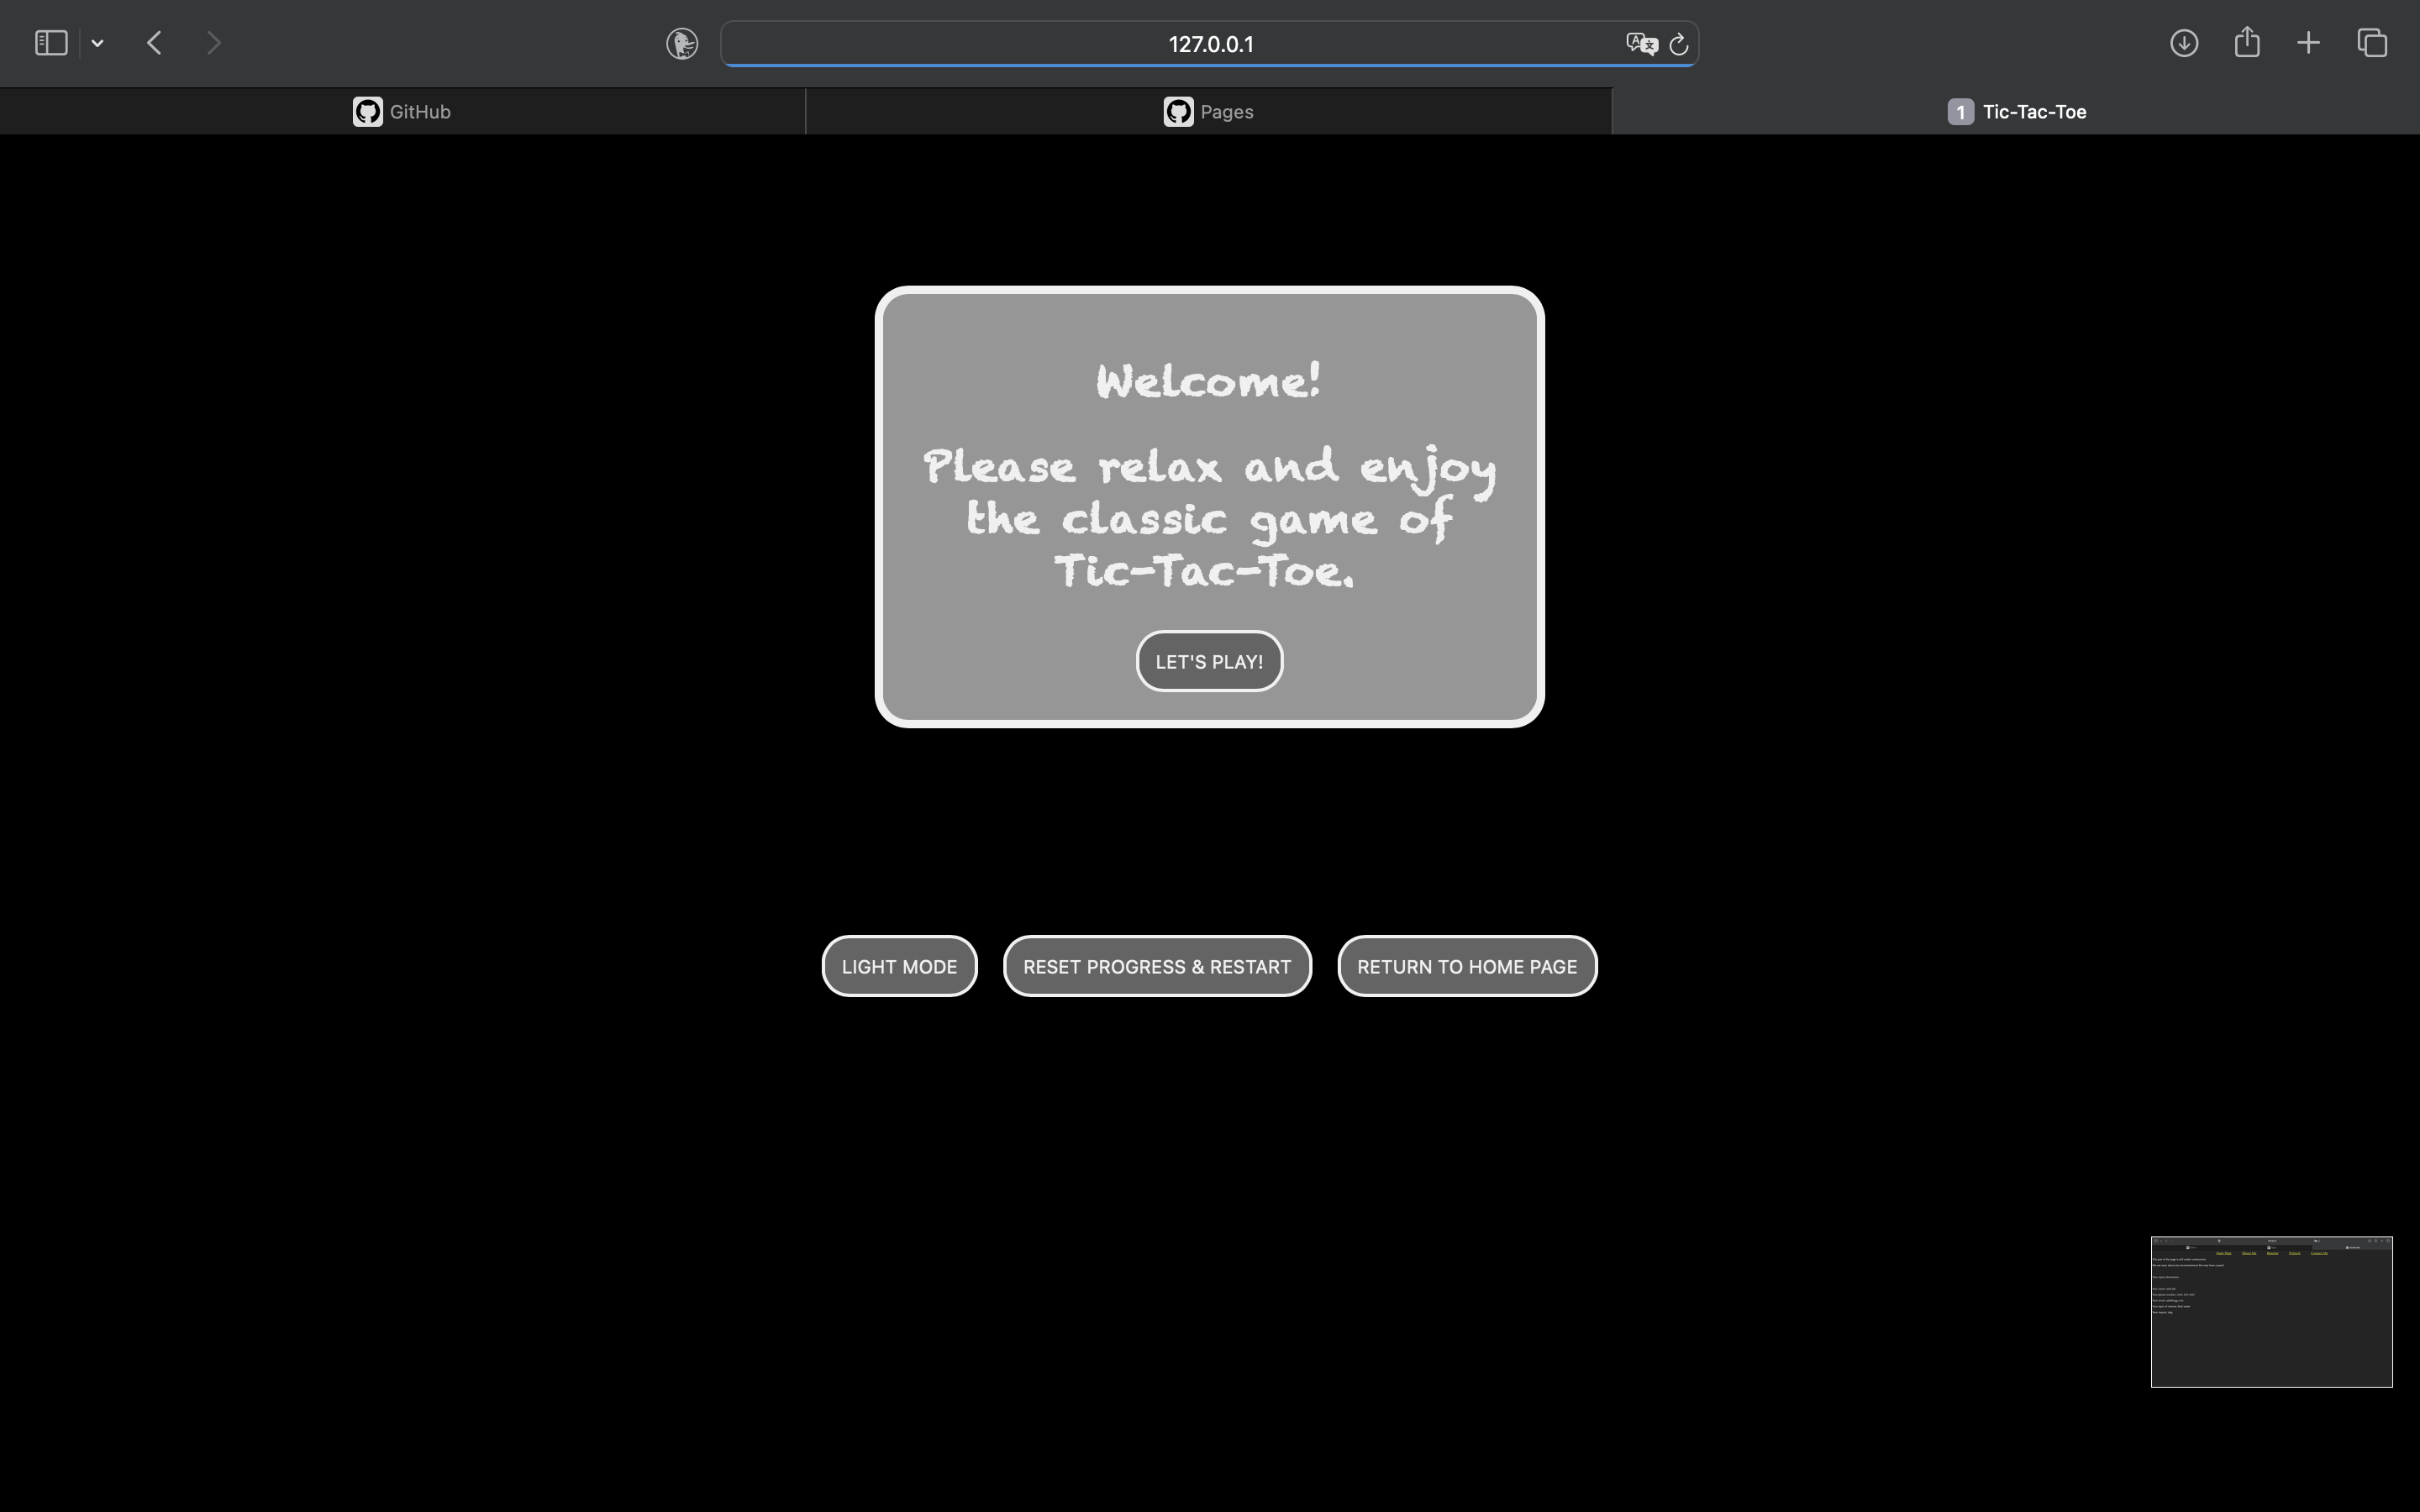 127.0.0.1
GitHub
Pages
1 Tic-Tac-Toe
Welcome!
Please relax and enjoy
the classic game of
Tic-Tac-Toe.
LET'S PLAY!
LIGHT MODE
RESET PROGRESS & RESTART
RETURN TO HOME PAGE